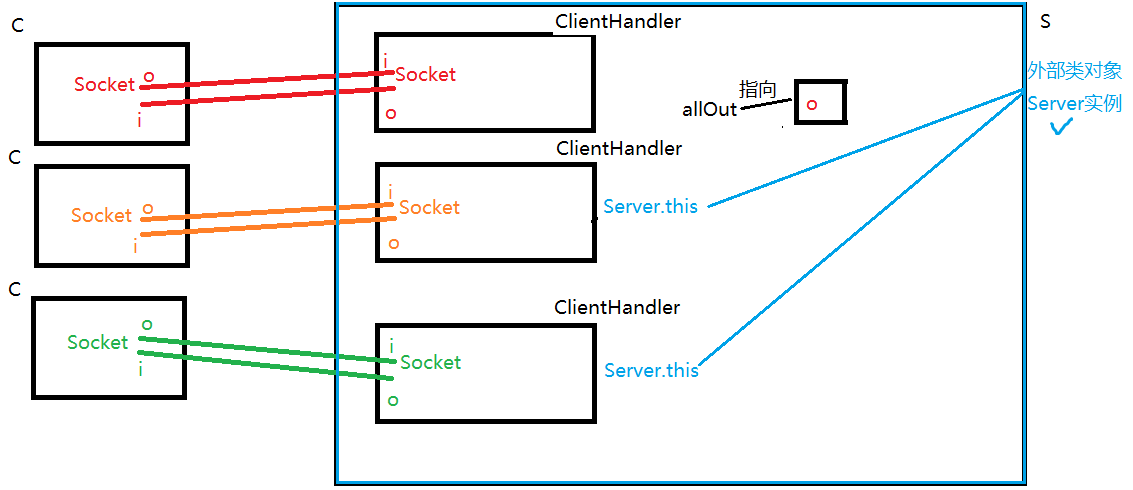 C
ClientHandler
S
Socket
o
i
i
Socket
o
指向
allOut
o
外部类对象
Server实例
C
ClientHandler
Socket
o
i
i
Socket
o
Server.this
C
ClientHandler
Socket
o
i
i
Socket
o
Server.this